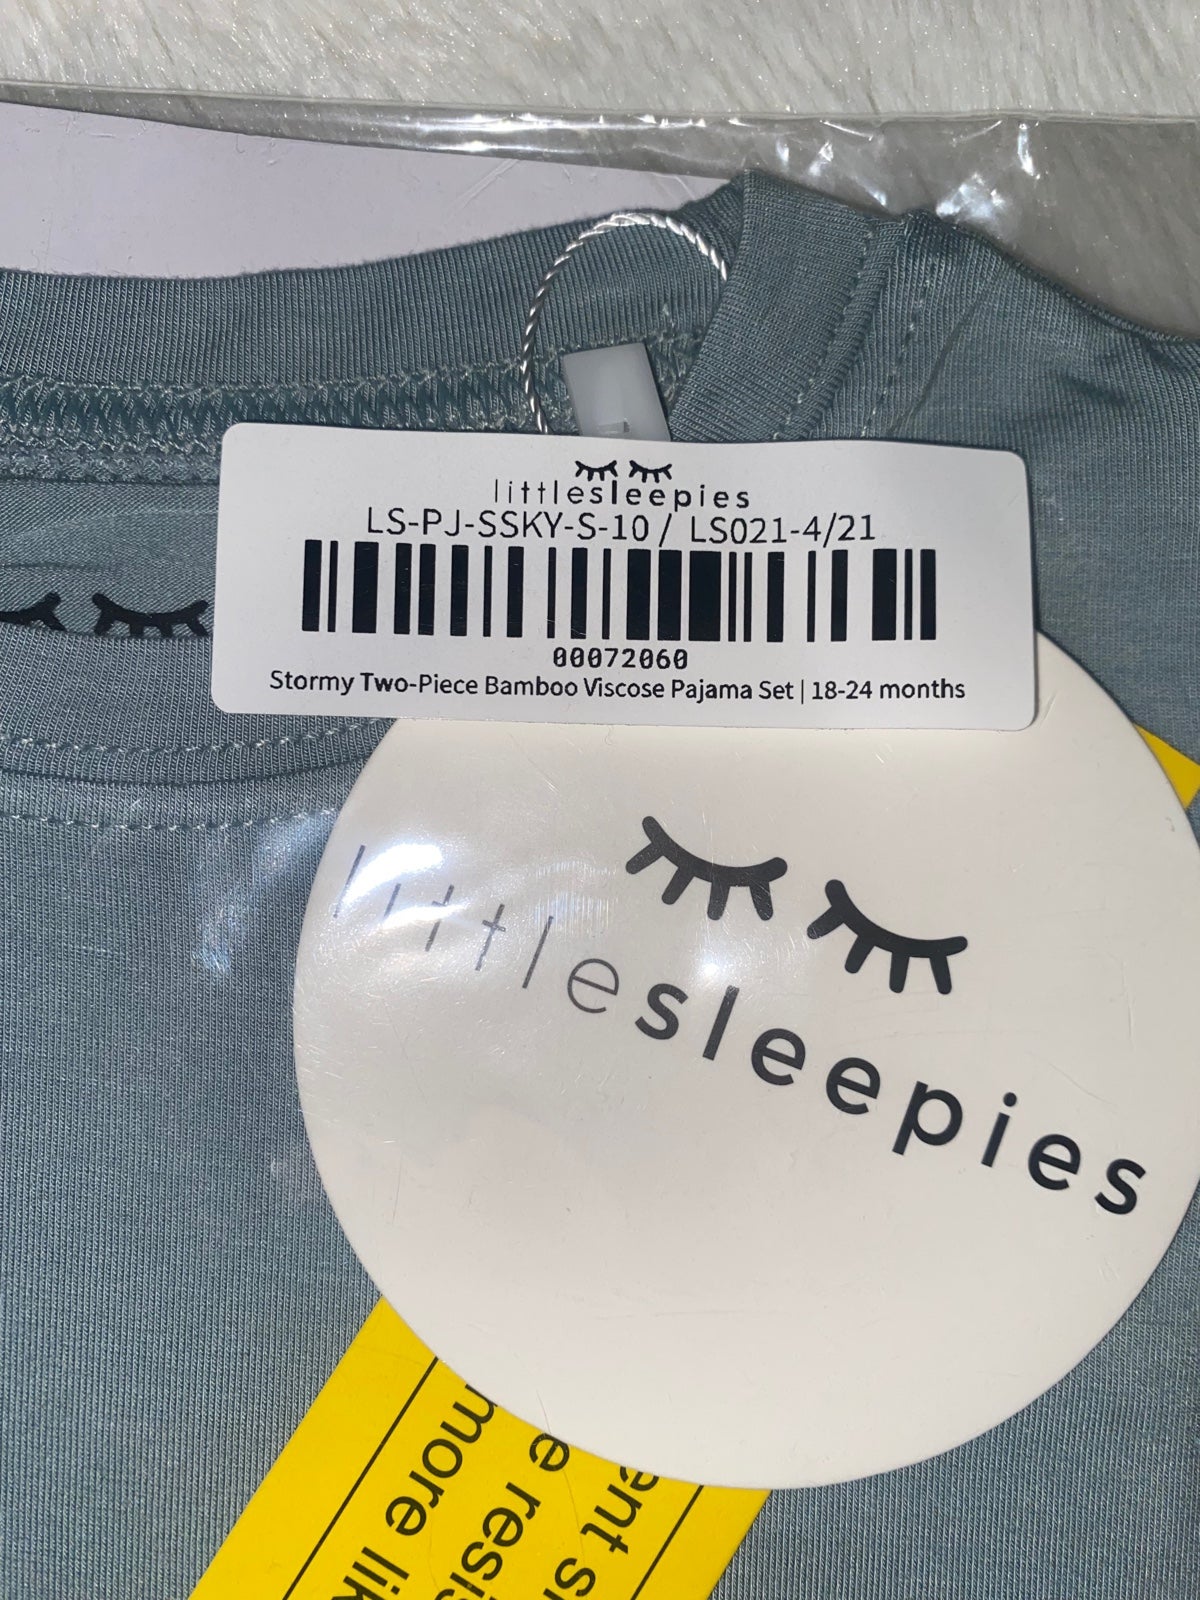 littlesleepies
LS-PJ-SSKY-S-10 / LS021-4/21
00072060
Stormy Two-Piece Bamboo Viscose Pajama Set | 18-24 months
littlesleepies
more